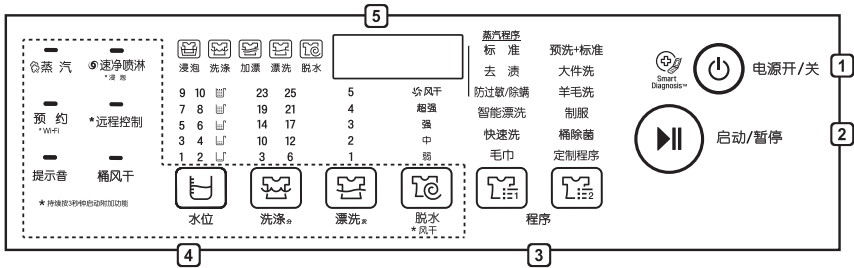 5
蒸 汽
速净喷淋
*浸 泡
预 约
*Wi-Fi
*远程控制
提示音
桶风干
* 持续按3秒钟启动附加功能
浸泡 洗涤 加漂 漂洗 脱水
9 10 23 25 5 风干
7 8 19 21 4 超强
5 6 14 17 3 强
3 4 10 12 2 中
1 2 3 6 1 弱
水位
洗涤分
漂洗次
脱水
*风干
蒸汽程序
标 准 预洗+标准
去 渍 大件洗
防过敏/除螨 羊毛洗
智能漂洗 制服
快速洗 桶除菌
毛巾 定制程序
1 2
程序
Smart
Diagnosis™
电源开/关
1
启动/暂停
2
4
3